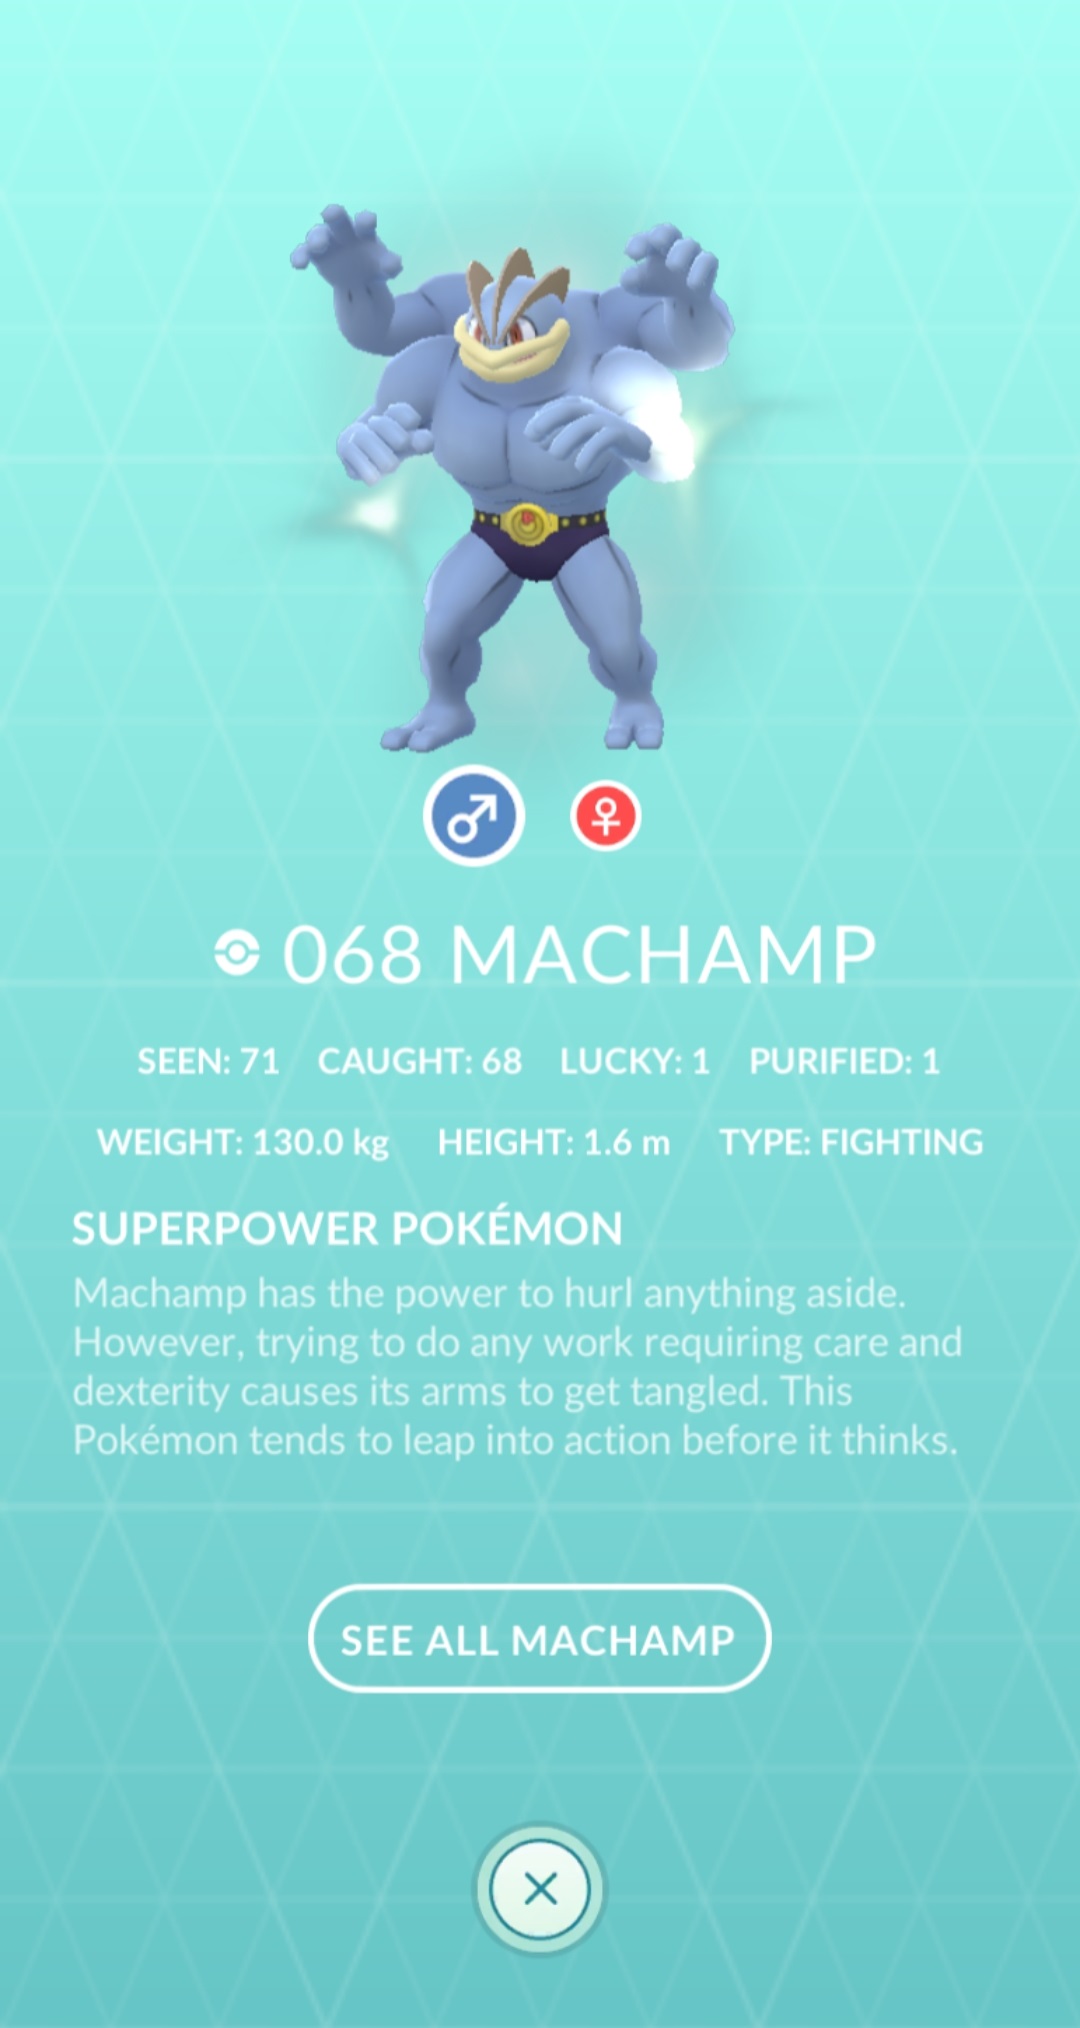 068 MACHAMP
SEEN: 71 CAUGHT: 68 LUCKY: 1 PURIFIED: 1
WEIGHT: 130.0 kg HEIGHT: 1.6 m TYPE: FIGHTING
SUPERPOWER POKÉMON
Machamp has the power to hurl anything aside.
However, trying to do any work requiring care and
dexterity causes its arms to get tangled. This
Pokémon tends to leap into action before it thinks.
SEE ALL MACHAMP